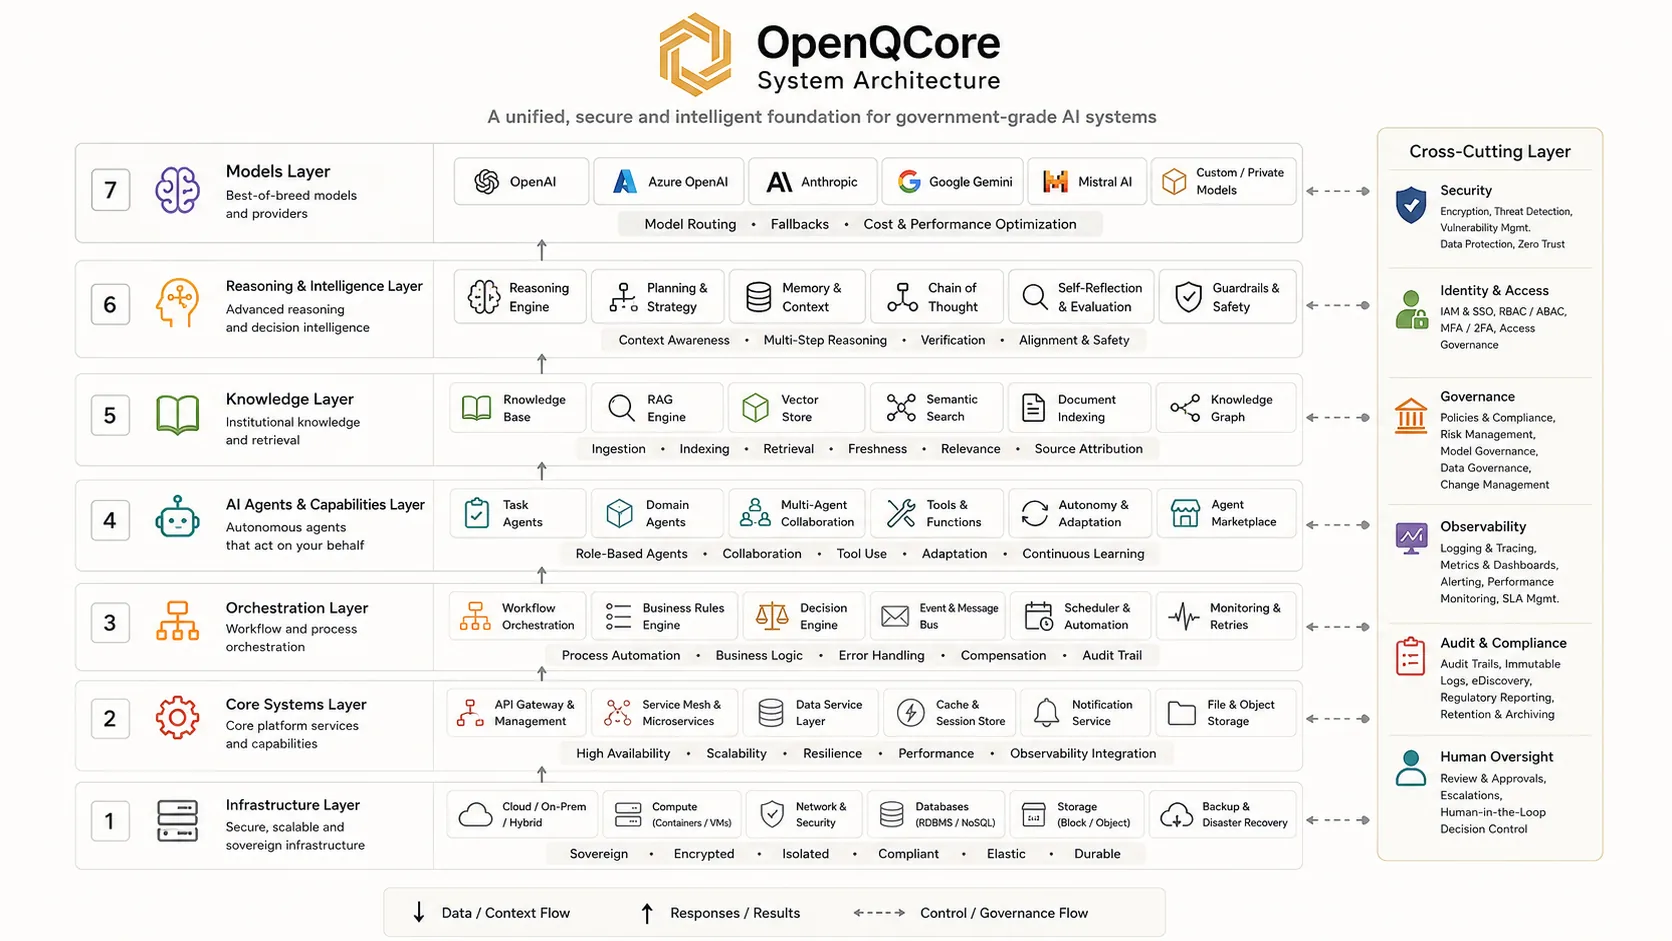 OpenQCore
System Architecture
A unified, secure and intelligent foundation for government-grade AI systems
7
Models Layer
Best-of-breed models
and providers
OpenAI
Azure OpenAI
Anthropic
Google Gemini
Mistral AI
Custom / Private
Models
Model Routing • Fallbacks • Cost & Performance Optimization
6
Reasoning & Intelligence Layer
Advanced reasoning
and decision intelligence
Reasoning
Engine
Planning &
Strategy
Memory &
Context
Chain of
Thought
Self-Reflection
& Evaluation
Guardrails &
Safety
Context Awareness • Multi-Step Reasoning • Verification • Alignment & Safety
5
Knowledge Layer
Institutional knowledge
and retrieval
Rnowledge
Base
RAG
Engine
Vector
Store
Semantic
Search
Document
Indexing
Knowledge
Graph
Ingestion • Indexing • Retrieval • Freshness • Relevance • Source Attribution
4
AI Agents & Capabilities Layer
Autonomous agents
that act on your behalf
Task
Agents
Domain
Agents
Multi-Agent
Collaboration
Tools &
Functions
Autonomy &
Adaptation
Agent
Marketplace
Role-Based Agents • Collaboration • Tool Use • Adaptation • Continuous Learning
3
Orchestration Layer
Workflow and process
orchestration
Workflow
Orchestration
Business Rules
Engine
Decision
Engine
Event & Message
Bus
Scheduler &
Automation
Monitoring &
Retries
Process Automation • Business Logic • Error Handling • Compensation • Audit Trail
2
Core Systems Layer
Core platform services
and capabilities
API Gateway &
Management
Service Mesh &
Microservices
Data Service
Layer
Cache &
Session Store
Notification
Service
File & Object
Storage
High Availability • Scalability • Resilience • Performance • Observability Integration
1
Infrastructure Layer
Secure, scalable and
sovereign infrastructure
Cloud / On-Prem
/ Hybrid
Compute
(Containers / VMs)
Network &
Security
Databases
(RDBMS / NoSQL)
Storage
(Block / Object)
Backup &
Disaster Recovery
Sovereign • Encrypted • Isolated • Compliant • Elastic • Durable
Cross-Cutting Layer
Security
Encryption, Threat Detection,
Vulnerability Mgmt.
Data Protection, Zero Trust
Identity & Access
IAM & SSO, RBAC / ABAC,
MFA / 2FA, Access
Governance
Governance
Policies & Compliance,
Risk Management,
Model Governance,
Data Governance,
Change Management
Observability
Logging & Tracing,
Metrics & Dashboards,
Alerting, Performance
Monitoring, SLA Mgmt.
Audit & Compliance
Audit Trails, Immutable
Logs, eDiscovery,
Regulatory Reporting,
Retention & Archiving
Human Oversight
Review & Approvals,
Escalations,
Human-in-the-Loop
Decision Control
Data / Context Flow
Responses / Results
Control / Governance Flow